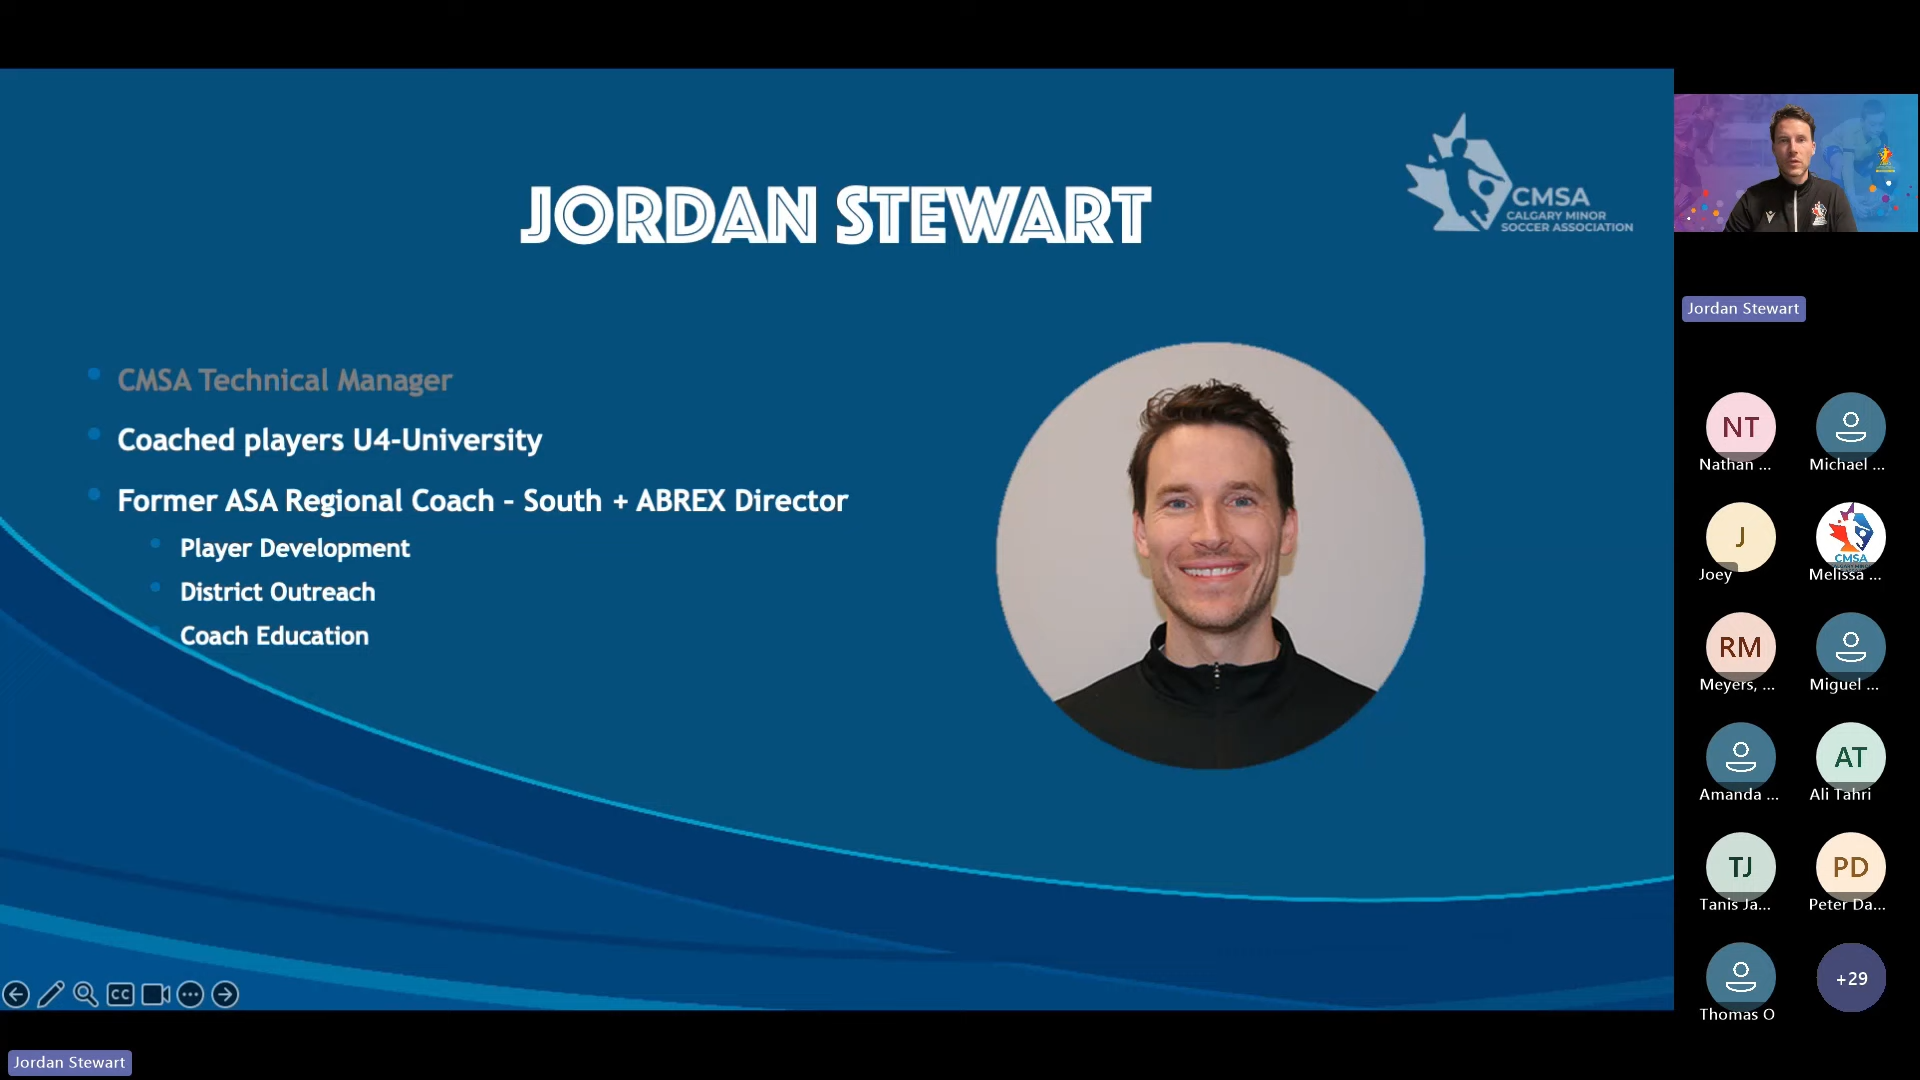 JORDAN STEWART
CMSA
CALGARY MINOR
SOCCER ASSOCIATION
CMSA Technical Manager
Coached players U4-University
Former ASA Regional Coach – South + ABREX Director
Player Development
District Outreach
Coach Education
Jordan Stewart
NT
Nathan ...
Michael ...
J
Joey
CMSA
Melissa ...
RM
Meyers, ...
Miguel ...
Amanda ...
AT
Ali Tahri
TJ
Tanis Ja...
PD
Peter Da...
Thomas O
+29
CC
Jordan Stewart